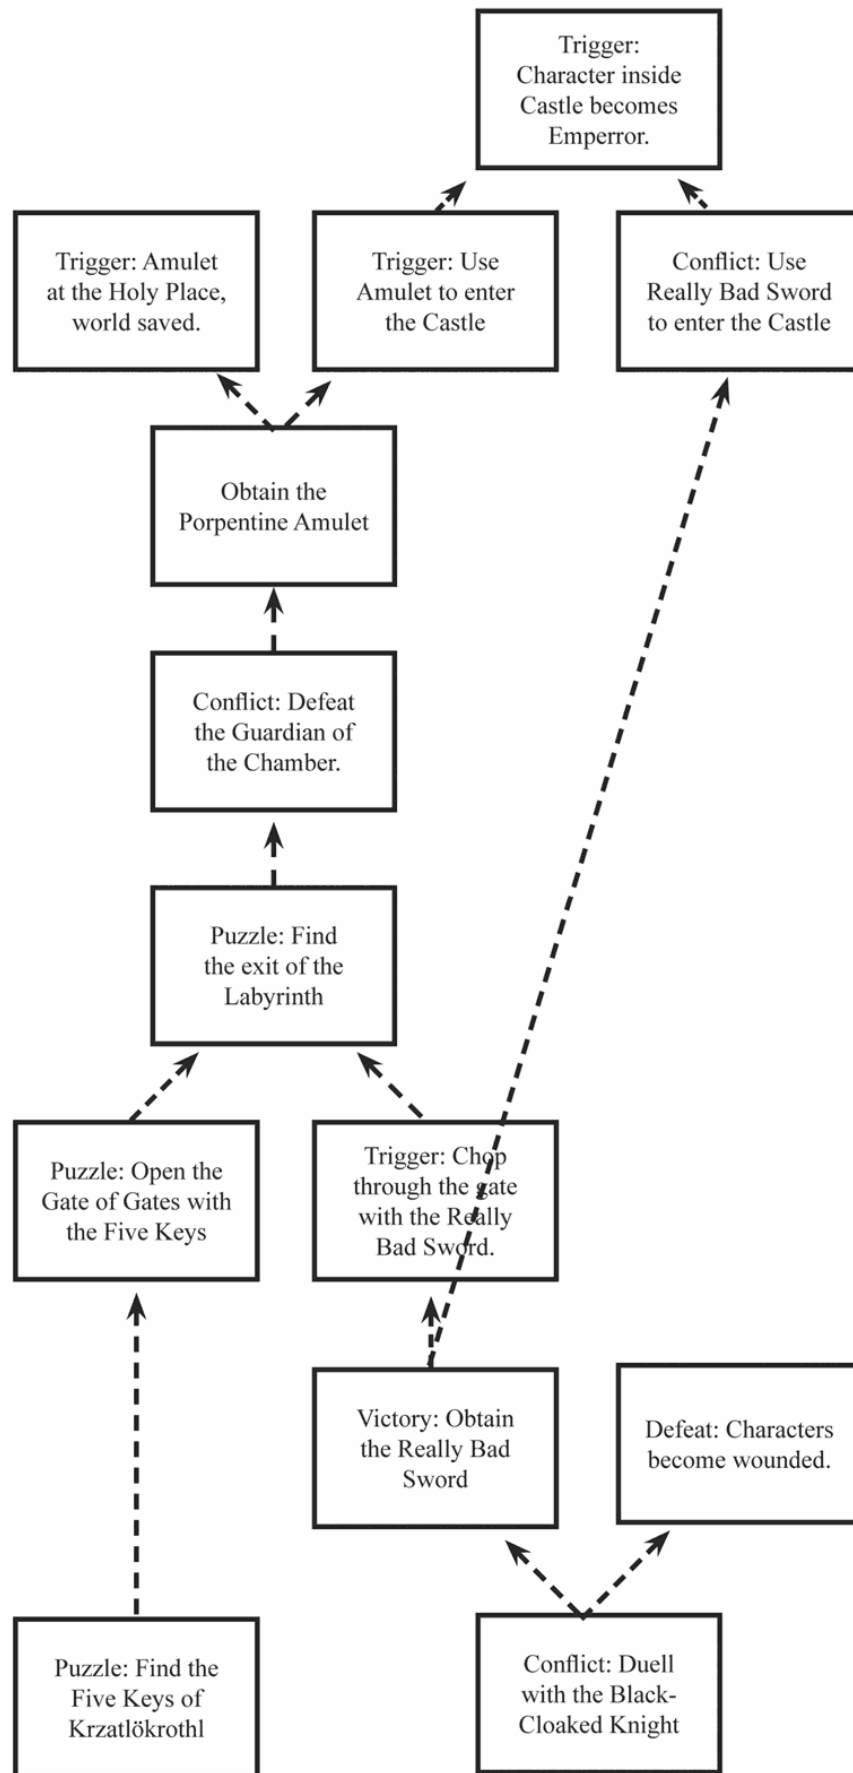 Trigger:
Character inside
Castle becomes
Emperror.
Trigger: Amulet
at the Holy Place,
world saved.
Trigger: Use
Amulet to enter
the Castle
Conflict: Use
Really Bad Sword
to enter the Castle
Obtain the
Porpentine Amulet
Conflict: Defeat
the Guardian of
the Chamber.
Puzzle: Find
the exit of the
Labyrinth
Puzzle: Open the
Gate of Gates with
the Five Keys
Trigger: Chop
through the gate
with the Really
Bad Sword.
Victory: Obtain
the Really Bad
Sword
Defeat: Characters
become wounded.
Puzzle: Find the
Five Keys of
Krzatlökrothl
Conflict: Duell
with the Black-
Cloaked Knight